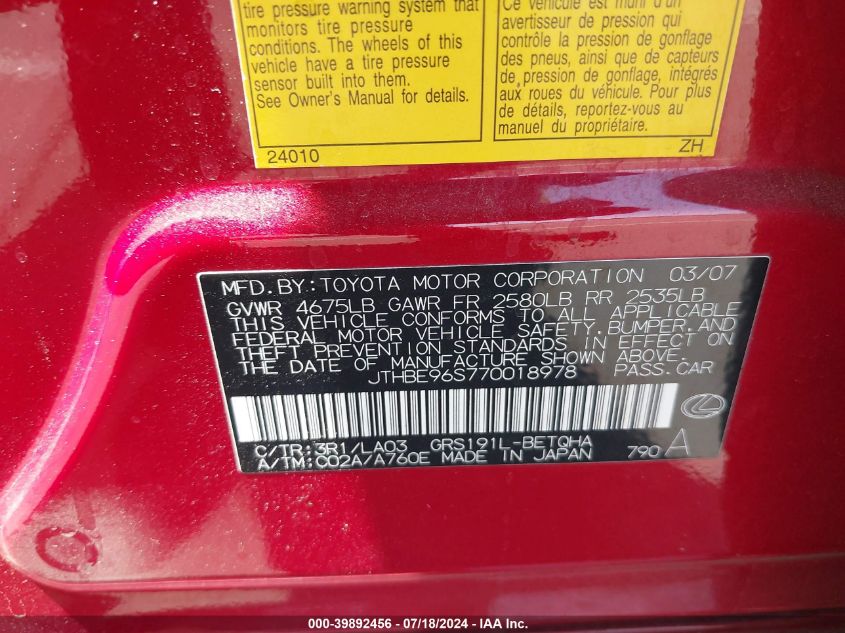 tire pressure warning system that
monitors tire pressure
conditions. The wheels of this
vehicle have a tire pressure
sensor built into them.
See Owner's Manual for details.
24010
Ce véhicule est muni d'un
avertisseur de pression qui
contrôle la pression de gonflage
des pneus, ainsi que de capteurs
de pression de gonflage, intégrés
aux roues du véhicule. Pour plus
de détails, reportez-vous au
manuel du propriétaire.
ZH
MFD.BY:TOYOTA MOTOR CORPORATION 03/07
GVWR 4675LB GAWR FR 2580LB RR 2535LB
THIS VEHICLE CONFORMS TO ALL APPLICABLE
FEDERAL MOTOR VEHICLE SAFETY,BUMPER,AND
THEFT PREVENTION STANDARDS IN EFFECT ON
THE DATE OF MANUFACTURE SHOWN ABOVE.
JTHBE96S770018978 PASS.CAR
C/TR:3R1/LA03 GRS191L-BETQHA
A/TM:C02A/A760E MADE IN JAPAN 790 A
000-39892456 - 07/18/2024 - IAA Inc.